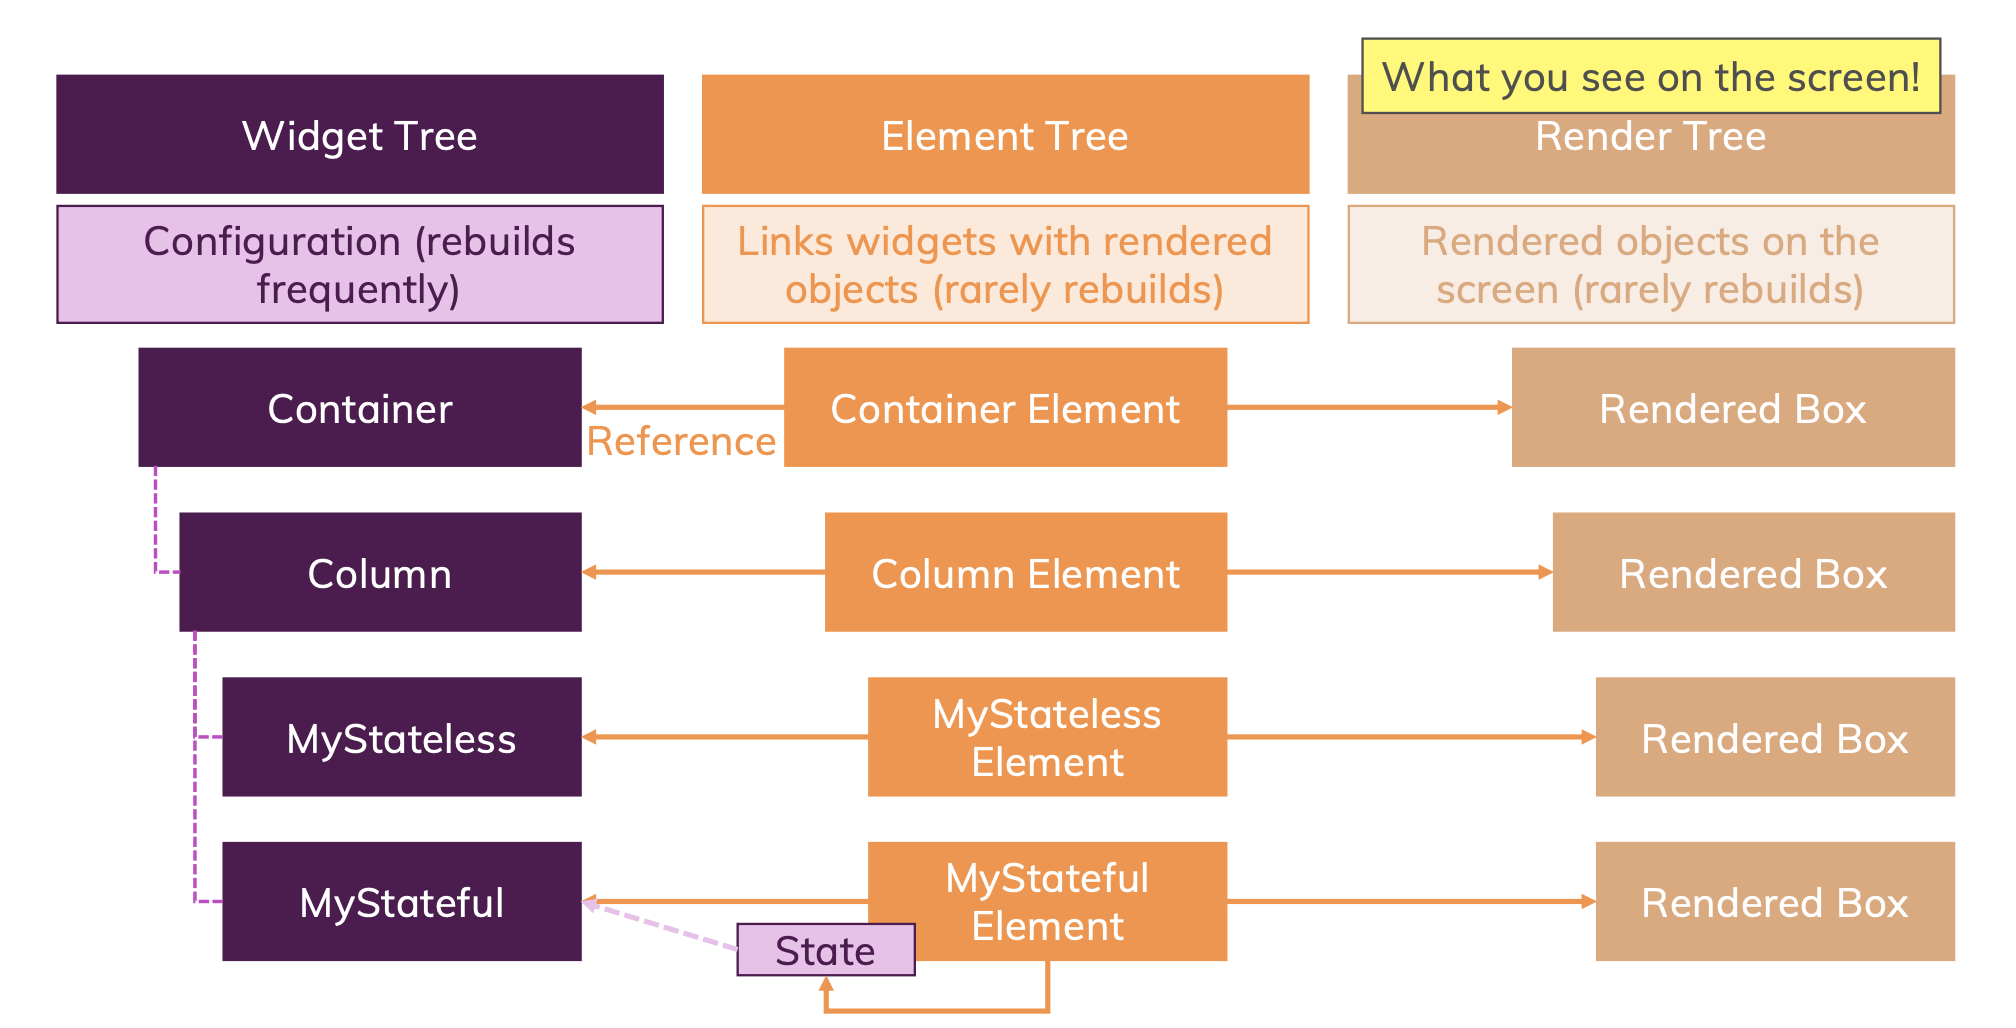 What you see on the screen!
Widget Tree
Element Tree
Render Tree
Configuration (rebuilds
frequently)
Links widgets with rendered
objects (rarely rebuilds)
Rendered objects on the
screen (rarely rebuilds)
Container
Reference
Container Element
Rendered Box
Column
Column Element
Rendered Box
MyStateless
MyStateless
Element
Rendered Box
MyStateful
MyStateful
Element
State
Rendered Box